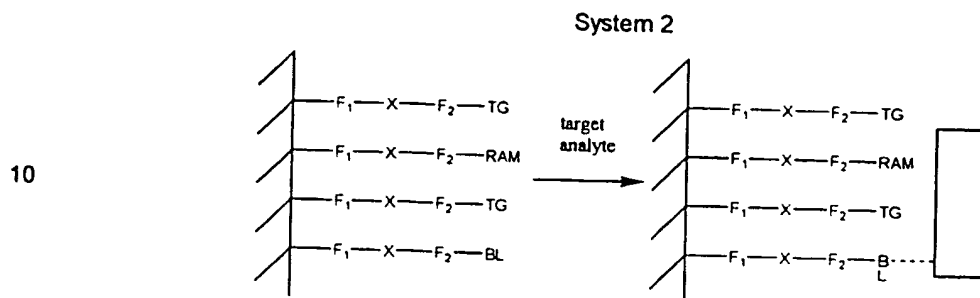 System 2
F₁—X—F₂—TG
F₁—X—F₂—RAM
F₁—X—F₂—TG
F₁—X—F₂—BL
10
target
analyte
F₁—X—F₂—TG
F₁—X—F₂—RAM
F₁—X—F₂—TG
F₁—X—F₂—B
L